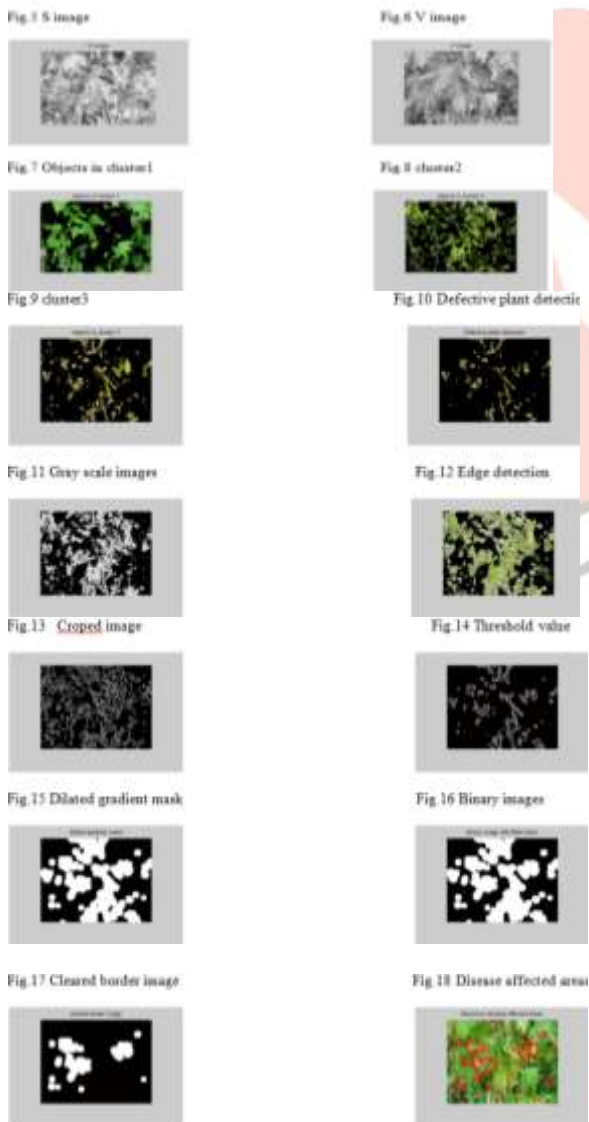 Fig.5 S image
Fig.6 V image
Fig.7 Objects in cluster1
Fig.8 cluster2
Fig.9 cluster3
Fig.10 Defective plant detectio
Fig.11 Gray scale images
Fig.12 Edge detection
Fig.13 Croped image
Fig.14 Threshold value
Fig.15 Dilated gradient mask
Fig.16 Binary images
Fig.17 Cleared border image
Fig.18 Disease affected areas